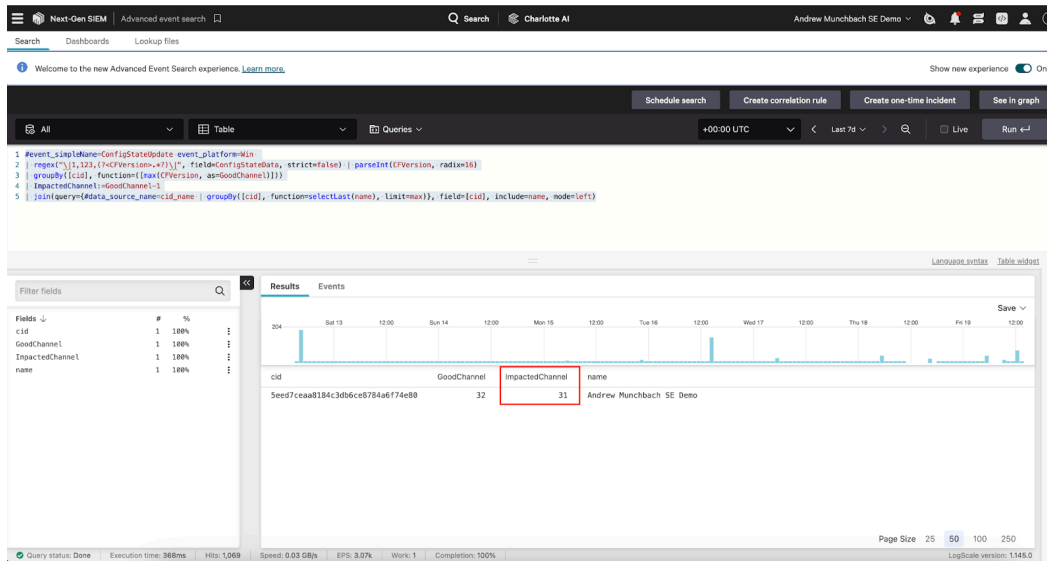 Next-Gen SIEM Advanced event search Search Charlotte AI Andrew Munchbach SE Demo
Search Dashboards Lookup files
Welcome to the new Advanced Event Search experience. Learn more. Show new experience On
Schedule search Create correlation rule Create one-time incident See in graph
All Table Queries +00:00 UTC < Last 7d > Live Run
1 #event_simpleName=ConfigStateUpdate event_platform=Win
2 | regex("\|1,123,(?<CFVersion>.*?)\|", field=ConfigStateData, strict=false) | parseInt(CFVersion, radix=16)
3 | groupBy([cid], function=([max(CFVersion, as=GoodChannel)]))
4 | ImpactedChannel:=GoodChannel-1
5 | join(query={#data_source_name=cid_name | groupBy([cid], function=selectLast(name), limit=max)}, field=[cid], include=name, mode=left)
Language syntax Table widget
Filter fields
Fields # %
cid 1 100%
GoodChannel 1 100%
ImpactedChannel 1 100%
name 1 100%
Results Events
Save
204 Sat 13 12:00 Sun 14 12:00 Mon 15 12:00 Tue 16 12:00 Wed 17 12:00 Thu 18 12:00 Fri 19 12:00
cid GoodChannel ImpactedChannel name
5eed7ceaa8184c3db6ce8784a6f74e80 32 31 Andrew Munchbach SE Demo
Page Size 25 50 100 250
Query status: Done Execution time: 368ms Hits: 1,069 Speed: 0.03 GB/s EPS: 3.07k Work: 1 Completion: 100% LogScale version: 1.145.0